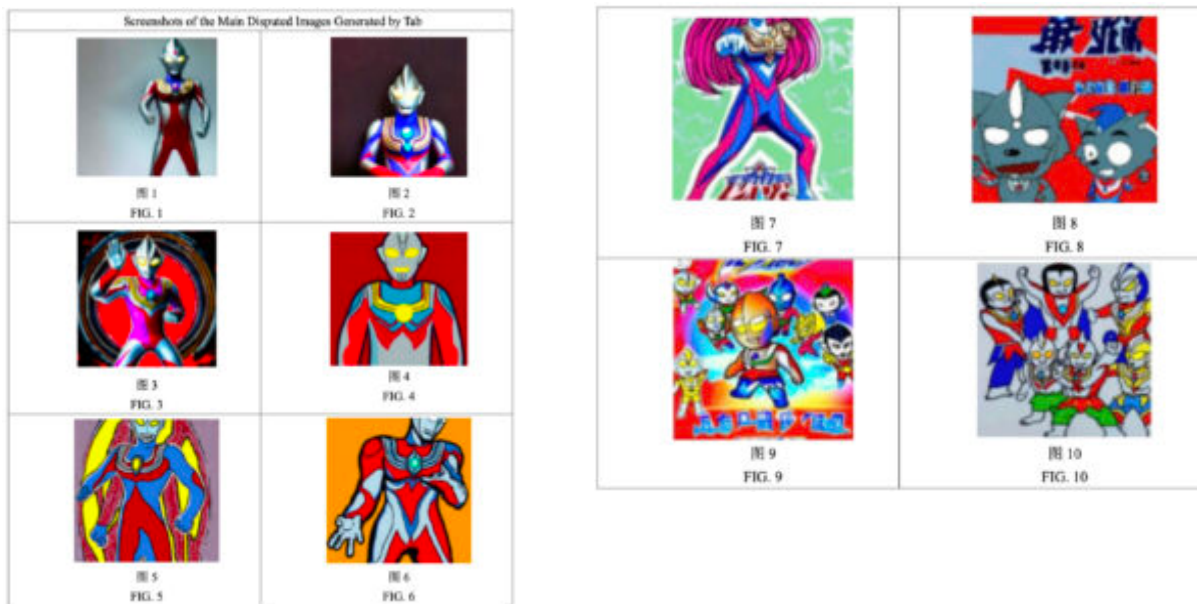 Screenshots of the Main Disputed Images Generated by Tab
图 1
FIG. 1
图 2
FIG. 2
图 3
FIG. 3
图 4
FIG. 4
图 5
FIG. 5
图 6
FIG. 6
图 7
FIG. 7
图 8
FIG. 8
图 9
FIG. 9
图 10
FIG. 10